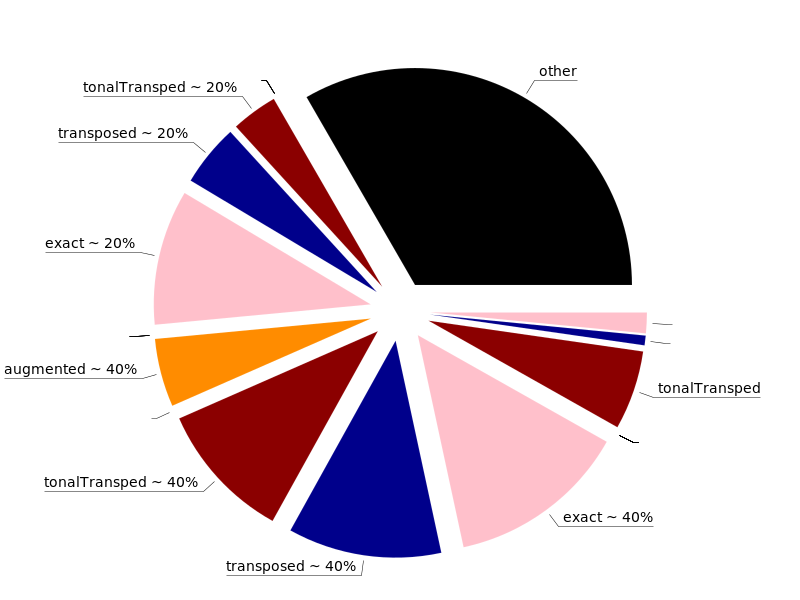 other
tonalTransped ~ 20%
transposed ~ 20%
exact ~ 20%
augmented ~ 40%
tonalTransped
tonalTransped ~ 40%
exact ~ 40%
transposed ~ 40%